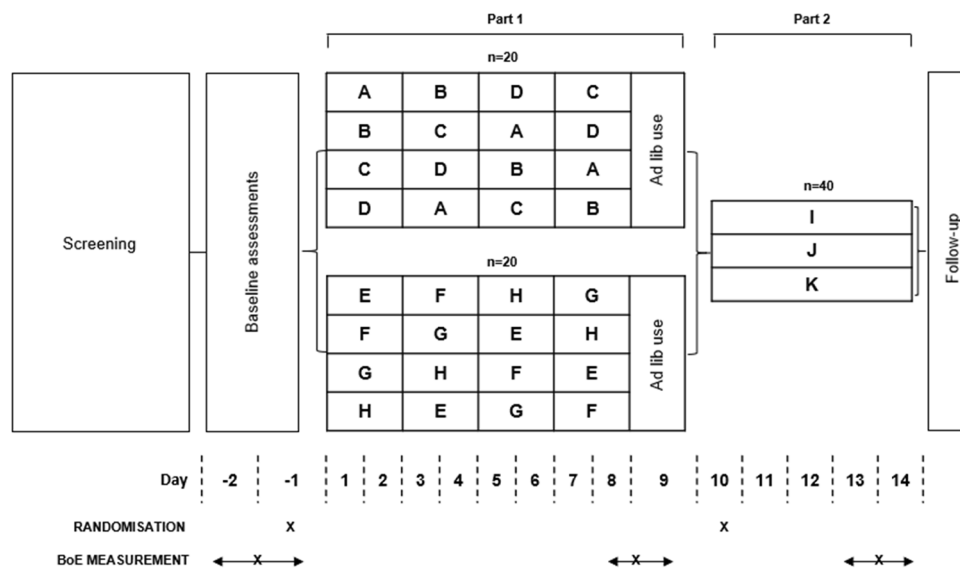 Part 1 Part 2
n=20
Screening
Baseline assessments
A B D C
B C A D
C D B A
D A C B
Ad lib use
n=20
E F H G
F G E H
G H F E
H E G F
Ad lib use
n=40
I
J
K
Follow-up
Day -2 -1 1 2 3 4 5 6 7 8 9 10 11 12 13 14
RANDOMISATION X X
BoE MEASUREMENT X X X